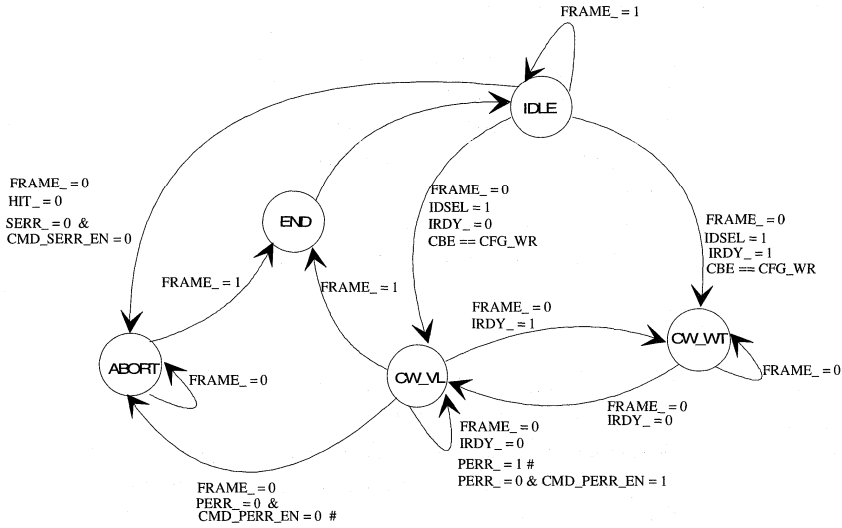 FRAME_ = 1
IDLE
FRAME_ = 0
HIT_ = 0
SERR_ = 0 &
CMD_SERR_EN = 0
END
FRAME_ = 0
IDSEL = 1
IRDY_ = 0
CBE == CFG_WR
FRAME_ = 0
IDSEL = 1
IRDY_ = 1
CBE == CFG_WR
FRAME_ = 1
FRAME_ = 1
FRAME_ = 0
IRDY_ = 1
ABORT
CW_VL
CW_WT
FRAME_ = 0
FRAME_ = 0
FRAME_ = 0
IRDY_ = 0
FRAME_ = 0
IRDY_ = 0
PERR_ = 1 #
PERR_ = 0 & CMD_PERR_EN = 1
FRAME_ = 0
PERR_ = 0 &
CMD_PERR_EN = 0 #